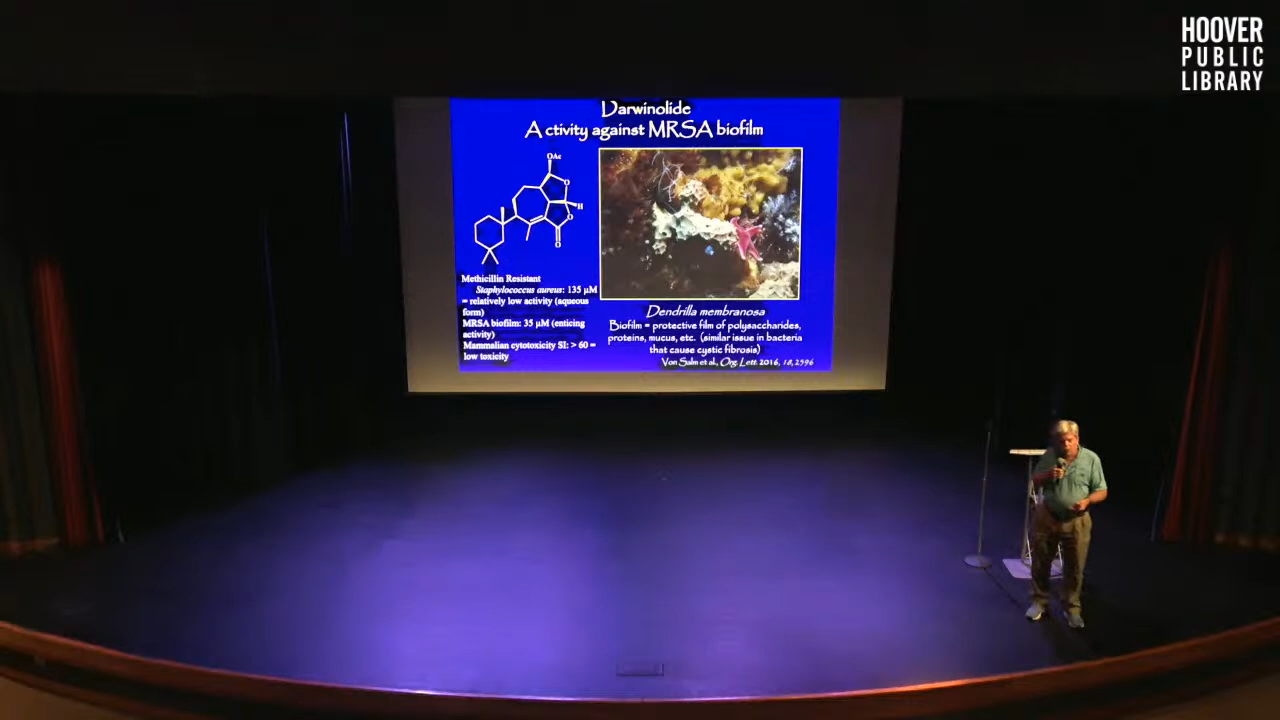 HOOVER
PUBLIC
LIBRARY
Darwinolide
A ctivity against MRSA biofilm
OAc
O
H
O
O
Methicillin Resistant
Staphylococcus aureus: 135 µM
= relatively low activity (aqueous
form)
MRSA biofilm: 35 µM (enticing
activity)
Mammalian cytotoxicity SI: > 60 =
low toxicity
Dendrilla membranosa
Biofilm = protective film of polysaccharides,
proteins, mucus, etc. (similar issue in bacteria
that cause cystic fibrosis)
Von Salm et al., Org. Lett. 2016, 18, 2596